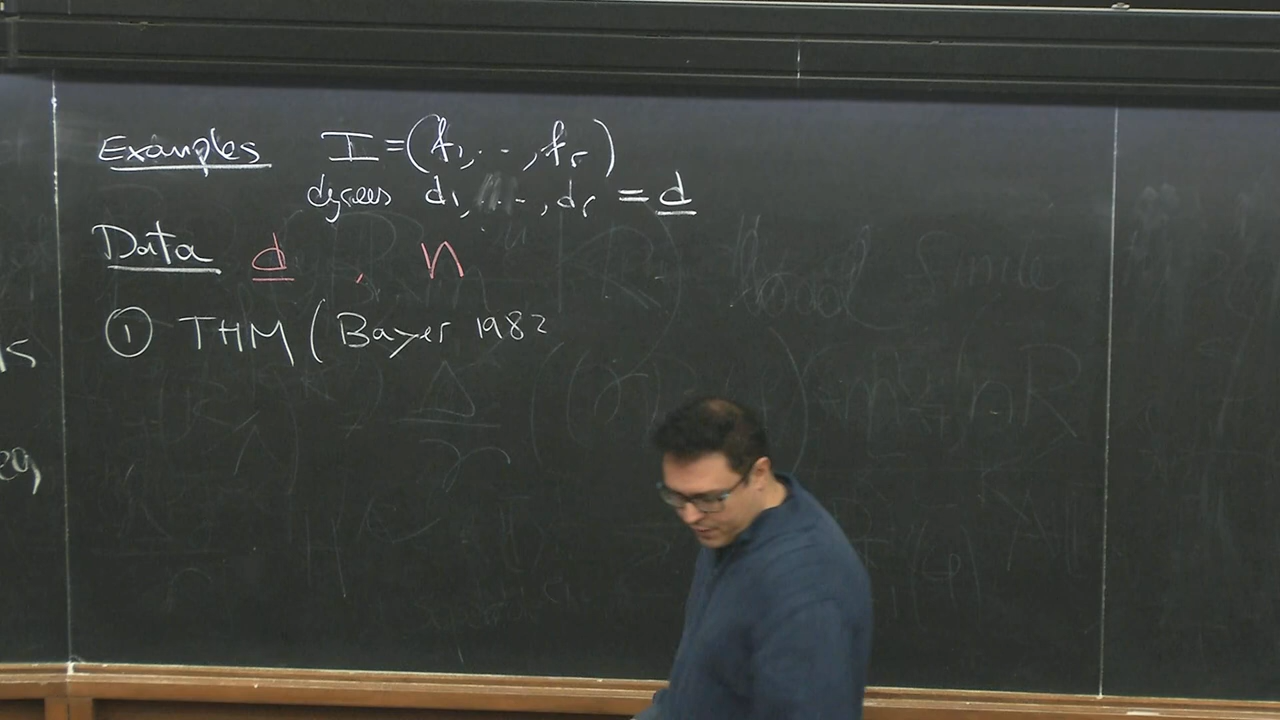 Examples I = (f₁, ..., fᵣ)
degrees d₁, ..., dᵣ = d
Data d , n
① THM (Bayer 1982